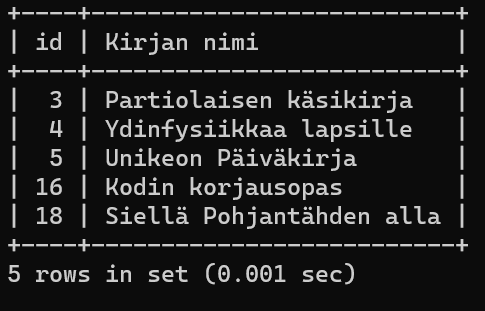 +----+--------------------------+
| id | Kirjan nimi              |
+----+--------------------------+
|  3 | Partiolaisen käsikirja   |
|  4 | Ydinfysiikkaa lapsille   |
|  5 | Unikeon Päiväkirja       |
| 16 | Kodin korjausopas        |
| 18 | Siellä Pohjantähden alla |
+----+--------------------------+
5 rows in set (0.001 sec)